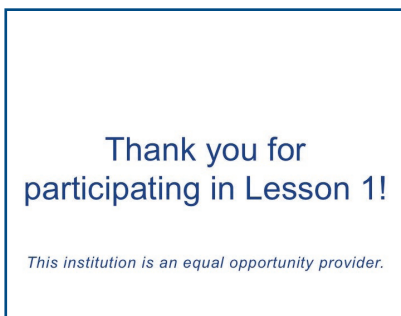 Thank you for
participating in Lesson 1!
This institution is an equal opportunity provider.